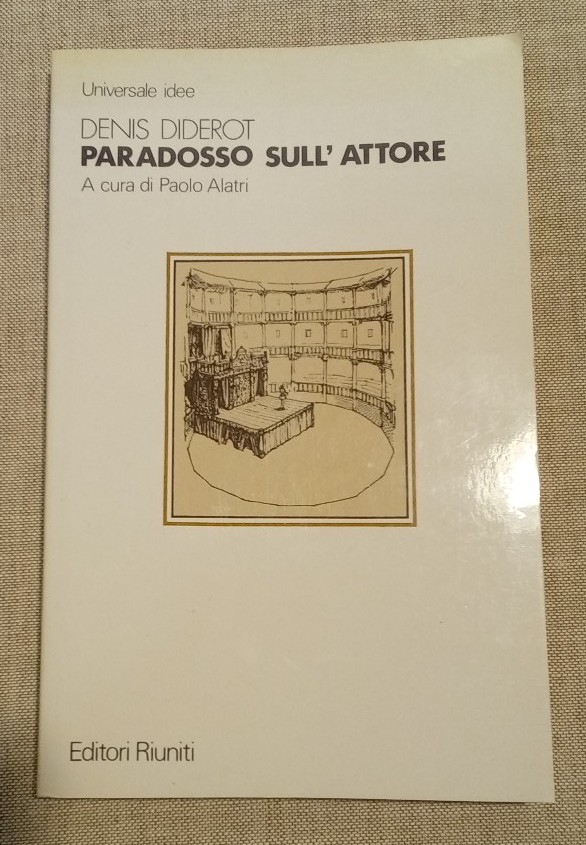 Universale idee
DENIS DIDEROT
PARADOSSO SULL'ATTORE
A cura di Paolo Alatri
Editori Riuniti